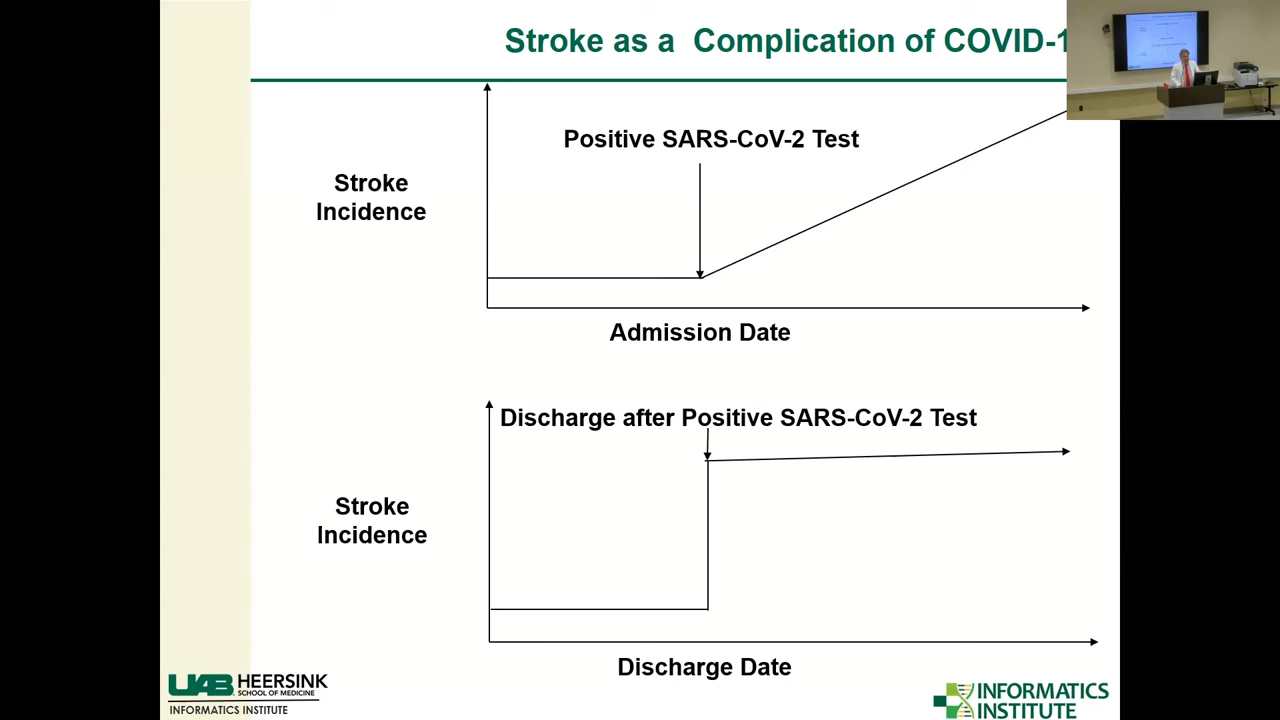 Stroke as a  Complication of COVID-1
Positive SARS-CoV-2 Test
Stroke
Incidence
Admission Date
Discharge after Positive SARS-CoV-2 Test
Stroke
Incidence
Discharge Date
UAB HEERSINK
SCHOOL OF MEDICINE
INFORMATICS INSTITUTE
INFORMATICS
INSTITUTE